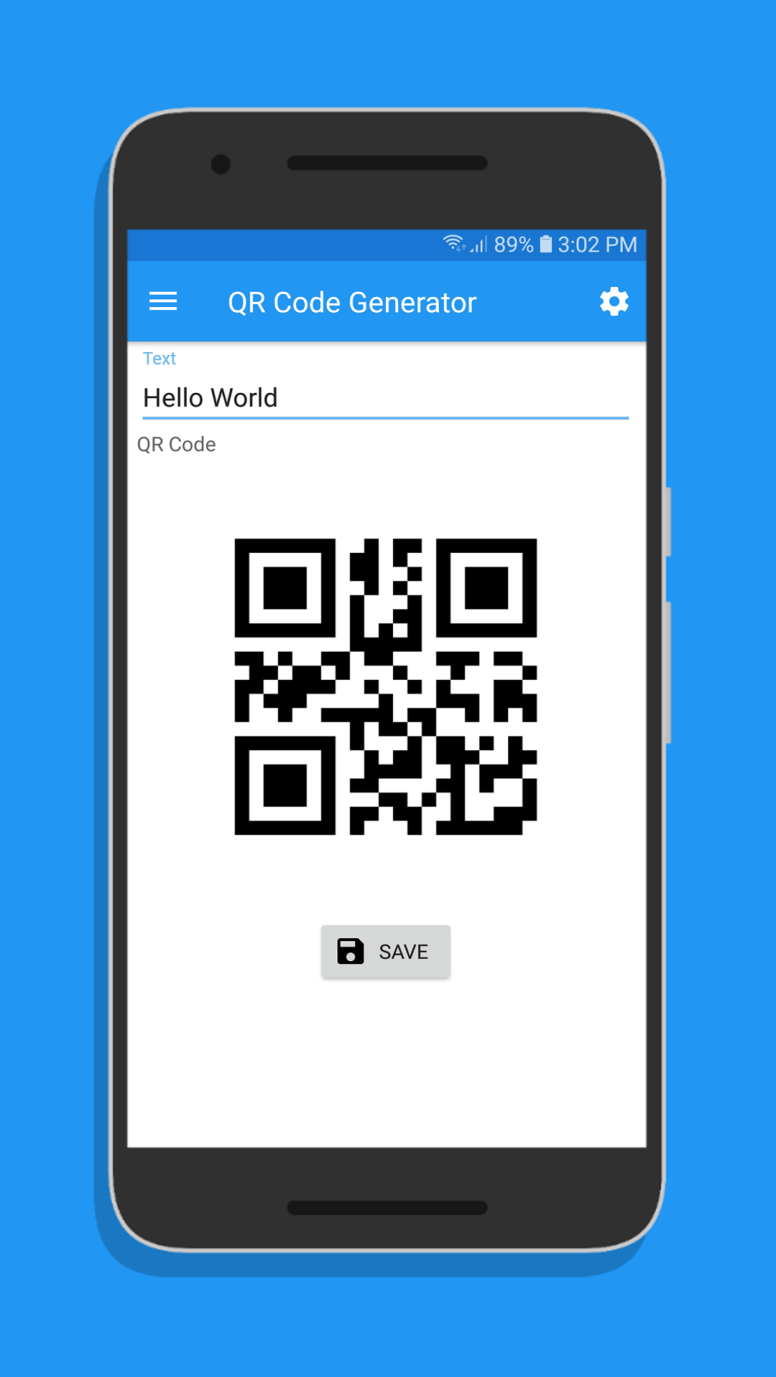 89% 3:02 PM
QR Code Generator
Text
Hello World
QR Code
SAVE